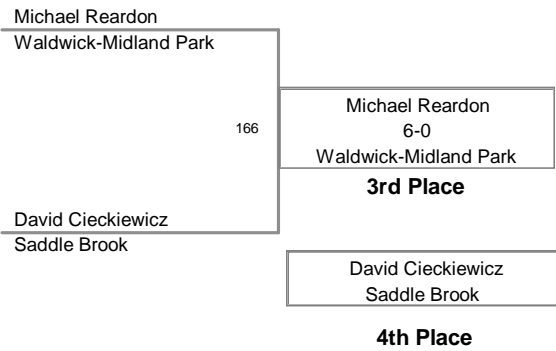 Michael Reardon
Waldwick-Midland Park
166
Michael Reardon
6-0
Waldwick-Midland Park
3rd Place
David Cieckiewicz
Saddle Brook
David Cieckiewicz
Saddle Brook
4th Place